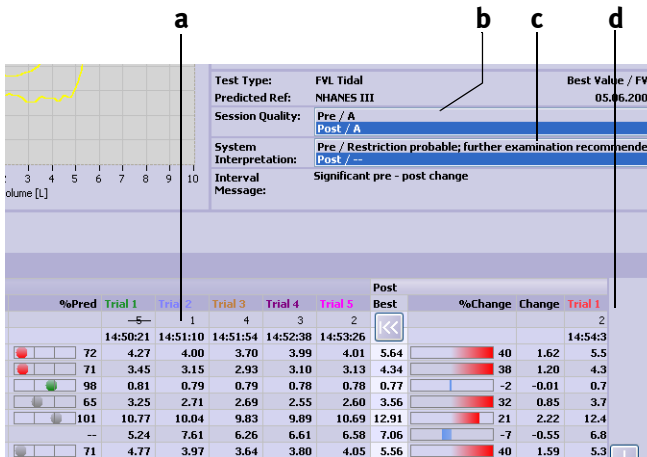 a b c d
Test Type: FVL Tidal Best Value / FV
Predicted Ref: NHANES III 05.06.200
Session Quality: Pre / A
Post / A
System Interpretation: Pre / Restriction probable; further examination recommende
Post / --
Interval Message: Significant pre - post change
3 4 5 6 7 8 9 10
olume [L]
Post
%Pred Trial 1 Trial 2 Trial 3 Trial 4 Trial 5 Best %Change Change Trial 1
5 1 4 3 2 2
14:50:21 14:51:10 14:51:54 14:52:38 14:53:26 14:54:3
72 4.27 4.00 3.70 3.99 4.01 5.64 40 1.62 5.5
71 3.45 3.15 2.93 3.10 3.13 4.34 38 1.20 4.3
98 0.81 0.79 0.79 0.78 0.78 0.77 -2 -0.01 0.7
65 3.25 2.71 2.69 2.55 2.60 3.56 32 0.85 3.7
101 10.77 10.04 9.83 9.89 10.69 12.91 21 2.22 12.4
-- 5.24 7.61 6.26 6.61 6.58 7.06 -7 -0.55 6.8
71 4.77 3.97 3.64 3.80 4.05 5.56 40 1.59 5.3